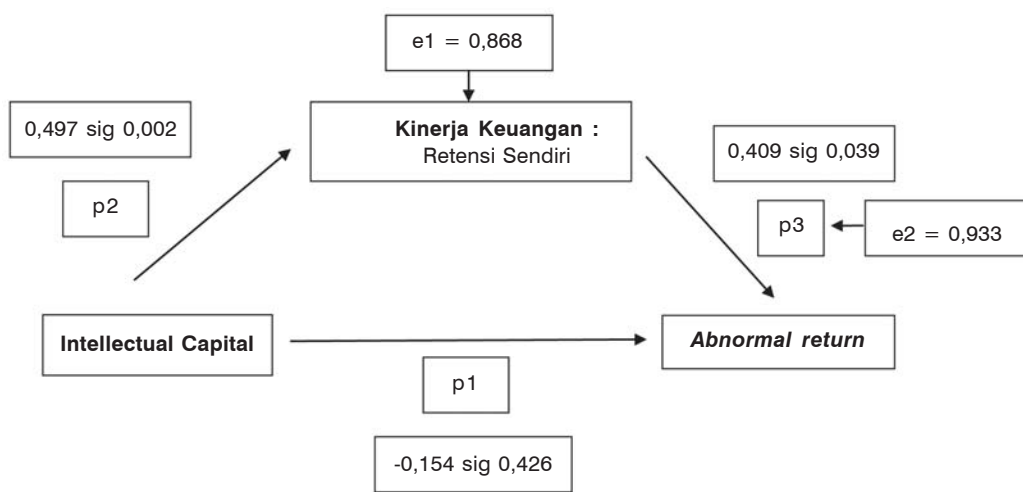 e1 = 0,868
0,497 sig 0,002
Kinerja Keuangan :
Retensi Sendiri
0,409 sig 0,039
p2
p3
e2 = 0,933
Intellectual Capital
Abnormal return
p1
-0,154 sig 0,426